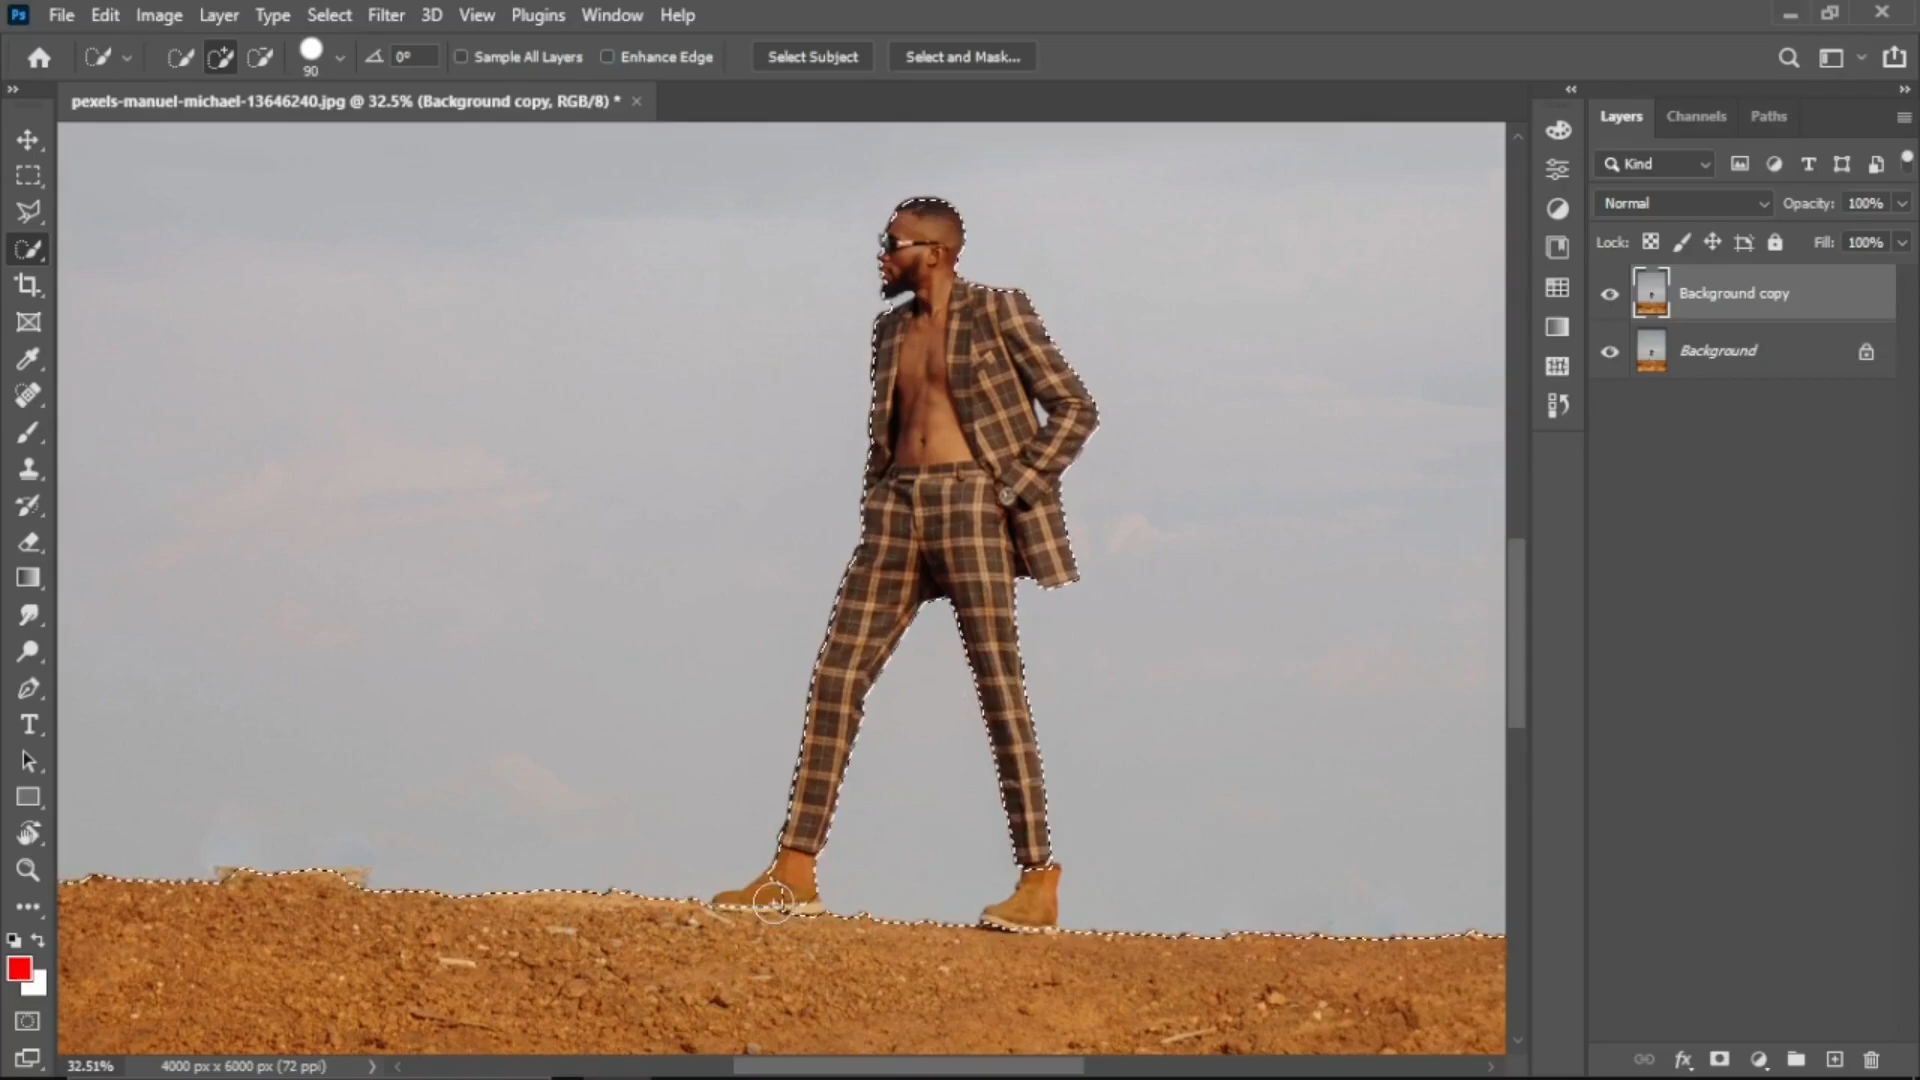 Ps File Edit Image Layer Type Select Filter 3D View Plugins Window Help
90 0° Sample All Layers Enhance Edge Select Subject Select and Mask...
pexels-manuel-michael-13646240.jpg @ 32.5% (Background copy, RGB/8) *
Layers Channels Paths
Kind
Normal Opacity: 100%
Lock: Fill: 100%
Background copy
Background
32.51% 4000 px x 6000 px (72 ppi)